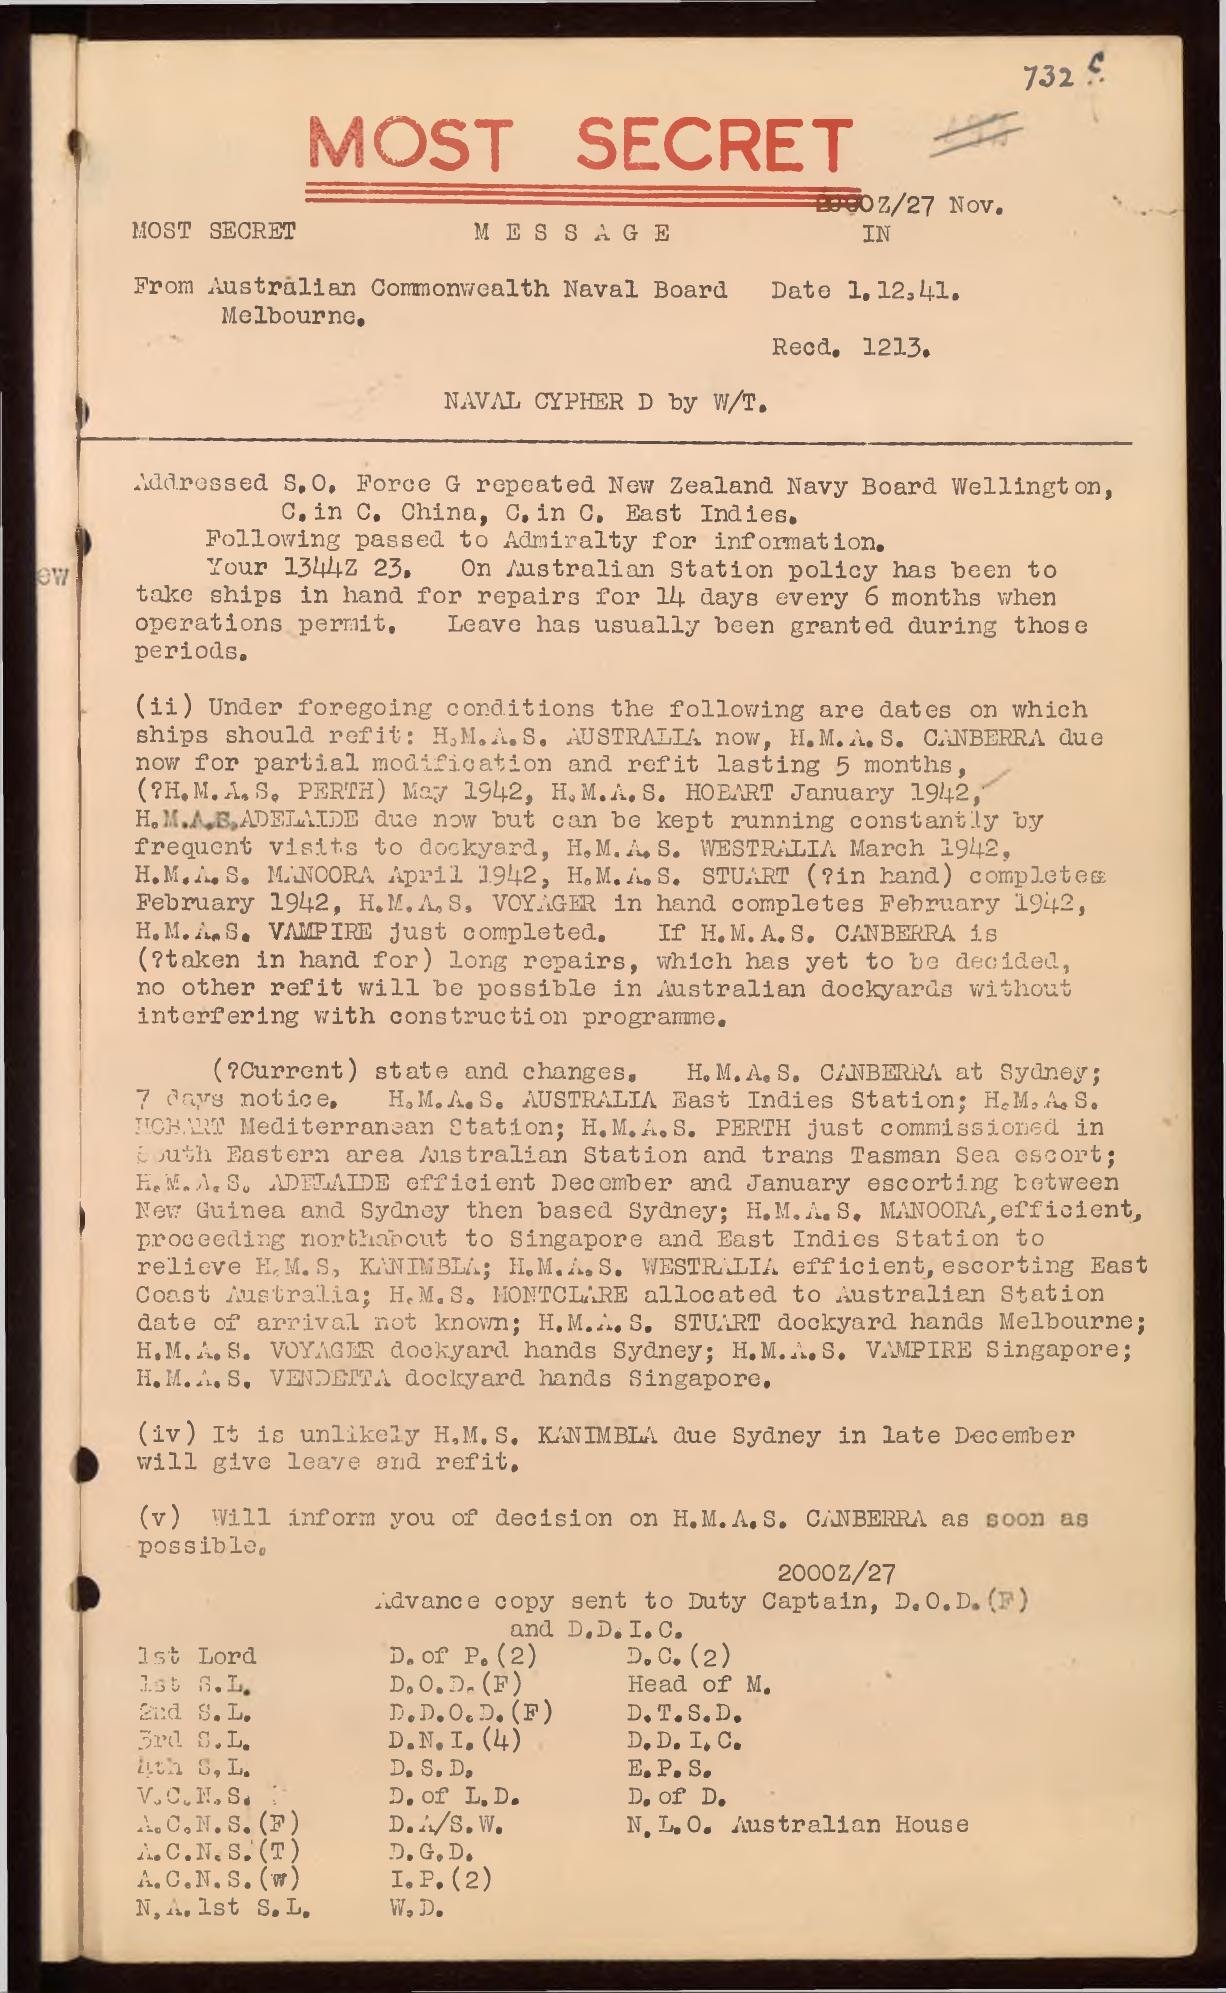 732
MOST SECRET
2000Z/27 Nov.
MOST SECRET M E S S A G E IN
From Australian Commonwealth Naval Board Date 1.12.41.
Melbourne.
Recd. 1213.
NAVAL CYPHER D by W/T.
Addressed S.O. Force G repeated New Zealand Navy Board Wellington,
C.in C. China, C.in C. East Indies.
Following passed to Admiralty for information.
Your 1344Z 23. On Australian Station policy has been to
ew
take ships in hand for repairs for 14 days every 6 months when
operations permit. Leave has usually been granted during those
periods.
(ii) Under foregoing conditions the following are dates on which
ships should refit: H.M.A.S. AUSTRALIA now, H.M.A.S. CANBERRA due
now for partial modification and refit lasting 5 months,
(?H.M.A.S. PERTH) May 1942, H.M.A.S. HOBART January 1942,
H.M.A.S.ADELAIDE due now but can be kept running constantly by
frequent visits to dockyard, H.M.A.S. WESTRALIA March 1942,
H.M.A.S. MANOORA April 1942, H.M.A.S. STUART (?in hand) completes
February 1942, H.M.A.S. VOYAGER in hand completes February 1942,
H.M.A.S. VAMPIRE just completed. If H.M.A.S. CANBERRA is
(?taken in hand for) long repairs, which has yet to be decided,
no other refit will be possible in Australian dockyards without
interfering with construction programme.
(?Current) state and changes. H.M.A.S. CANBERRA at Sydney;
7 days notice. H.M.A.S. AUSTRALIA East Indies Station; H.M.A.S.
HOBART Mediterranean Station; H.M.A.S. PERTH just commissioned in
South Eastern area Australian Station and trans Tasman Sea escort;
H.M.A.S. ADELAIDE efficient December and January escorting between
New Guinea and Sydney then based Sydney; H.M.A.S. MANOORA,efficient,
proceeding northabout to Singapore and East Indies Station to
relieve H.M.S. KANIMBLA; H.M.A.S. WESTRALIA efficient, escorting East
Coast Australia; H.M.S. MONTCLARE allocated to Australian Station
date of arrival not known; H.M.A.S. STUART dockyard hands Melbourne;
H.M.A.S. VOYAGER dockyard hands Sydney; H.M.A.S. VAMPIRE Singapore;
H.M.A.S. VENDETTA dockyard hands Singapore.
(iv) It is unlikely H.M.S. KANIMBLA due Sydney in late December
will give leave and refit.
(v) Will inform you of decision on H.M.A.S. CANBERRA as soon as
possible.
2000Z/27
Advance copy sent to Duty Captain, D.O.D.(F)
and D.D.I.C.
1st Lord D.of P.(2) D.C.(2)
1st S.L. D.O.D.(F) Head of M.
2nd S.L. D.D.O.D.(F) D.T.S.D.
3rd S.L. D.N.I.(4) D.D.I.C.
4th S.L. D.S.D. E.P.S.
V.C.N.S. D.of L.D. D.of D.
A.C.N.S.(F) D.A/S.W. N.L.O. Australian House
A.C.N.S.(T) D.G.D.
A.C.N.S.(W) I.P.(2)
N.A.1st S.L. W.D.